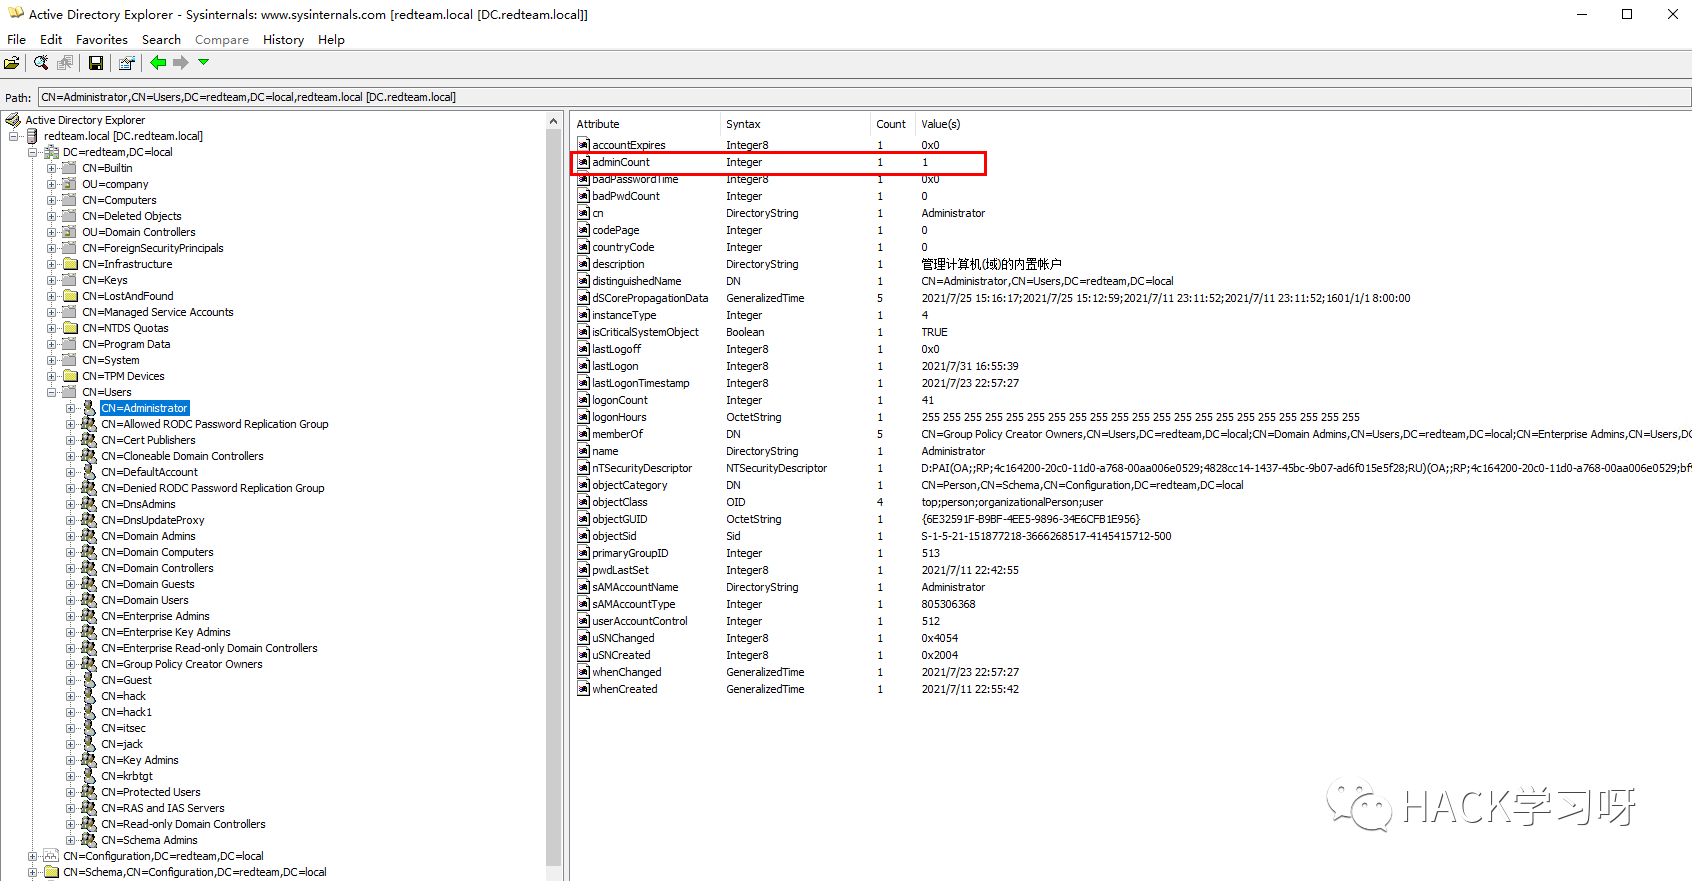 Active Directory Explorer - Sysinternals: www.sysinternals.com [redteam.local [DC.redteam.local]]
File Edit Favorites Search Compare History Help
Path: CN=Administrator,CN=Users,DC=redteam,DC=local,redteam.local [DC.redteam.local]
Active Directory Explorer
redteam.local [DC.redteam.local]
DC=redteam,DC=local
CN=Builtin
OU=company
CN=Computers
CN=Deleted Objects
OU=Domain Controllers
CN=ForeignSecurityPrincipals
CN=Infrastructure
CN=Keys
CN=LostAndFound
CN=Managed Service Accounts
CN=NTDS Quotas
CN=Program Data
CN=System
CN=TPM Devices
CN=Users
CN=Administrator
CN=Allowed RODC Password Replication Group
CN=Cert Publishers
CN=Cloneable Domain Controllers
CN=DefaultAccount
CN=Denied RODC Password Replication Group
CN=DnsAdmins
CN=DnsUpdateProxy
CN=Domain Admins
CN=Domain Computers
CN=Domain Controllers
CN=Domain Guests
CN=Domain Users
CN=Enterprise Admins
CN=Enterprise Key Admins
CN=Enterprise Read-only Domain Controllers
CN=Group Policy Creator Owners
CN=Guest
CN=hack
CN=hack1
CN=itsec
CN=jack
CN=Key Admins
CN=krbtgt
CN=Protected Users
CN=RAS and IAS Servers
CN=Read-only Domain Controllers
CN=Schema Admins
CN=Configuration,DC=redteam,DC=local
CN=Schema,CN=Configuration,DC=redteam,DC=local
Attribute Syntax Count Value(s)
accountExpires Integer8 1 0x0
adminCount Integer 1 1
badPasswordTime Integer8 1 0x0
badPwdCount Integer 1 0
cn DirectoryString 1 Administrator
codePage Integer 1 0
countryCode Integer 1 0
description DirectoryString 1 管理计算机(域)的内置帐户
distinguishedName DN 1 CN=Administrator,CN=Users,DC=redteam,DC=local
dSCorePropagationData GeneralizedTime 5 2021/7/25 15:16:17;2021/7/25 15:12:59;2021/7/11 23:11:52;2021/7/11 23:11:52;1601/1/1 8:00:00
instanceType Integer 1 4
isCriticalSystemObject Boolean 1 TRUE
lastLogoff Integer8 1 0x0
lastLogon Integer8 1 2021/7/31 16:55:39
lastLogonTimestamp Integer8 1 2021/7/23 22:57:27
logonCount Integer 1 41
logonHours OctetString 1 255 255 255 255 255 255 255 255 255 255 255 255 255 255 255 255 255 255 255 255 255
memberOf DN 5 CN=Group Policy Creator Owners,CN=Users,DC=redteam,DC=local;CN=Domain Admins,CN=Users,DC=redteam,DC=local;CN=Enterprise Admins,CN=Users,DC
name DirectoryString 1 Administrator
nTSecurityDescriptor NTSecurityDescriptor 1 D:PAI(OA;;RP;4c164200-20c0-11d0-a768-00aa006e0529;4828cc14-1437-45bc-9b07-ad6f015e5f28;RU)(OA;;RP;4c164200-20c0-11d0-a768-00aa006e0529;bf9
objectCategory DN 1 CN=Person,CN=Schema,CN=Configuration,DC=redteam,DC=local
objectClass OID 4 top;person;organizationalPerson;user
objectGUID OctetString 1 {6E32591F-B9BF-4EE5-9896-34E6CFB1E956}
objectSid Sid 1 S-1-5-21-151877218-3666268517-4145415712-500
primaryGroupID Integer 1 513
pwdLastSet Integer8 1 2021/7/11 22:42:55
sAMAccountName DirectoryString 1 Administrator
sAMAccountType Integer 1 805306368
userAccountControl Integer 1 512
uSNChanged Integer8 1 0x4054
uSNCreated Integer8 1 0x2004
whenChanged GeneralizedTime 1 2021/7/23 22:57:27
whenCreated GeneralizedTime 1 2021/7/11 22:55:42
HACK学习呀